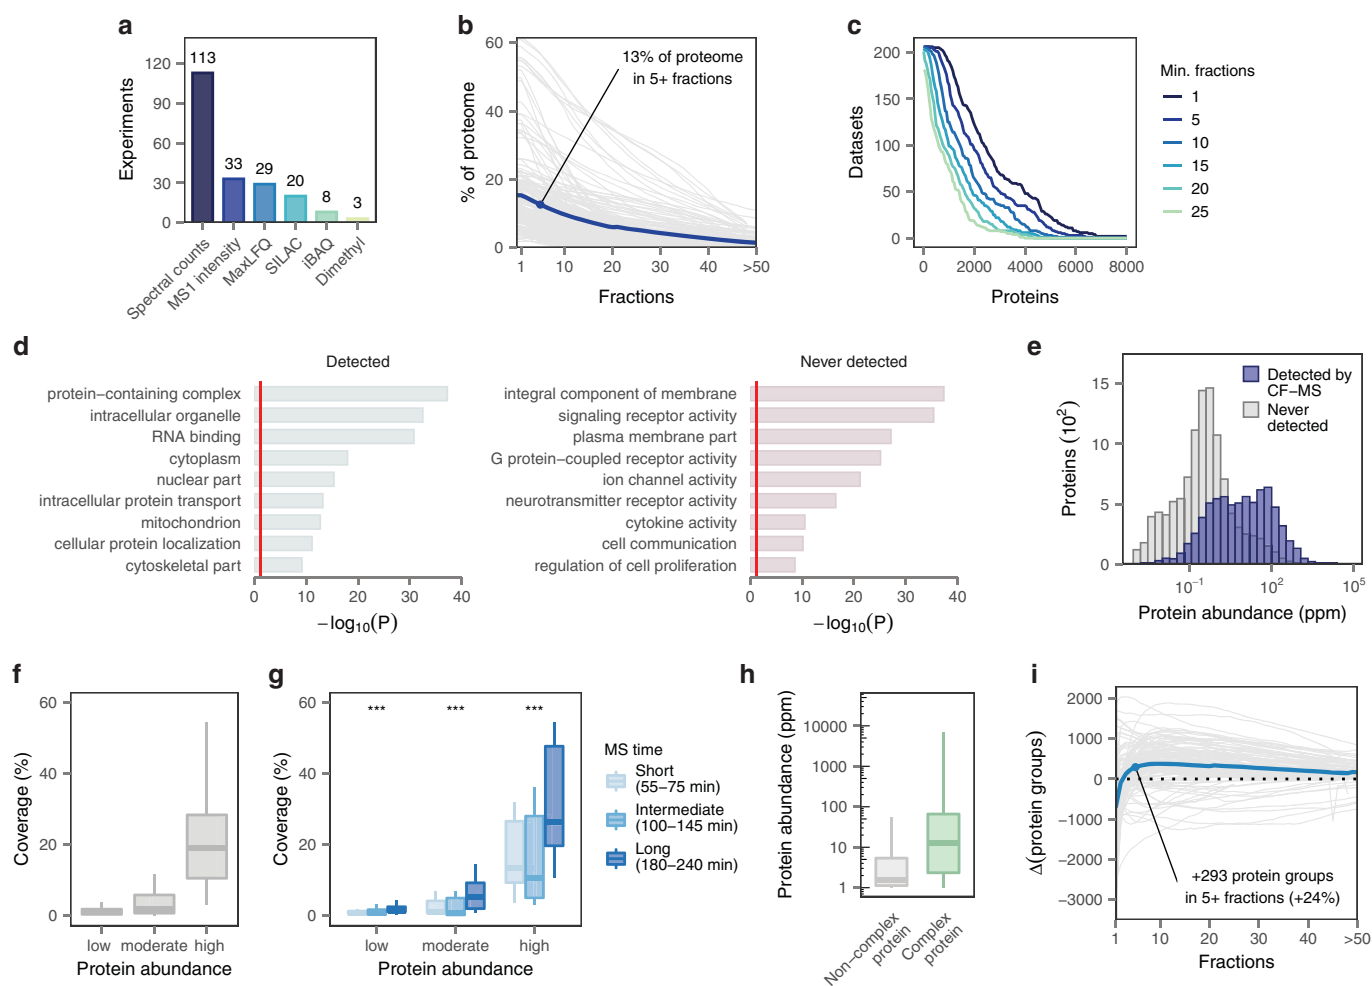 a
Experiments
120
90
60
30
0
113
33
29
20
8
3
Spectral counts
MS1 intensity
MaxLFQ
SILAC
iBAQ
Dimethyl
b
% of proteome
60
40
20
0
13% of proteome
in 5+ fractions
1
10
20
30
40
>50
Fractions
c
Datasets
200
150
100
50
0
0
2000
4000
6000
8000
Proteins
Min. fractions
1
5
10
15
20
25
d
Detected
protein−containing complex
intracellular organelle
RNA binding
cytoplasm
nuclear part
intracellular protein transport
mitochondrion
cellular protein localization
cytoskeletal part
0
10
20
30
40
−log10(P)
Never detected
integral component of membrane
signaling receptor activity
plasma membrane part
G protein−coupled receptor activity
ion channel activity
neurotransmitter receptor activity
cytokine activity
cell communication
regulation of cell proliferation
0
10
20
30
40
−log10(P)
e
Proteins (10²)
15
10
5
0
Detected by
CF−MS
Never
detected
10⁻¹
10²
10⁵
Protein abundance (ppm)
f
Coverage (%)
60
40
20
0
low
moderate
high
Protein abundance
g
Coverage (%)
60
40
20
0
***
***
***
low
moderate
high
Protein abundance
MS time
Short
(55−75 min)
Intermediate
(100−145 min)
Long
(180−240 min)
h
Protein abundance (ppm)
10000
1000
100
10
1
Non−complex
protein
Complex
protein
i
Δ(protein groups)
2000
1000
0
−1000
−2000
−3000
+293 protein groups
in 5+ fractions (+24%)
1
10
20
30
40
>50
Fractions